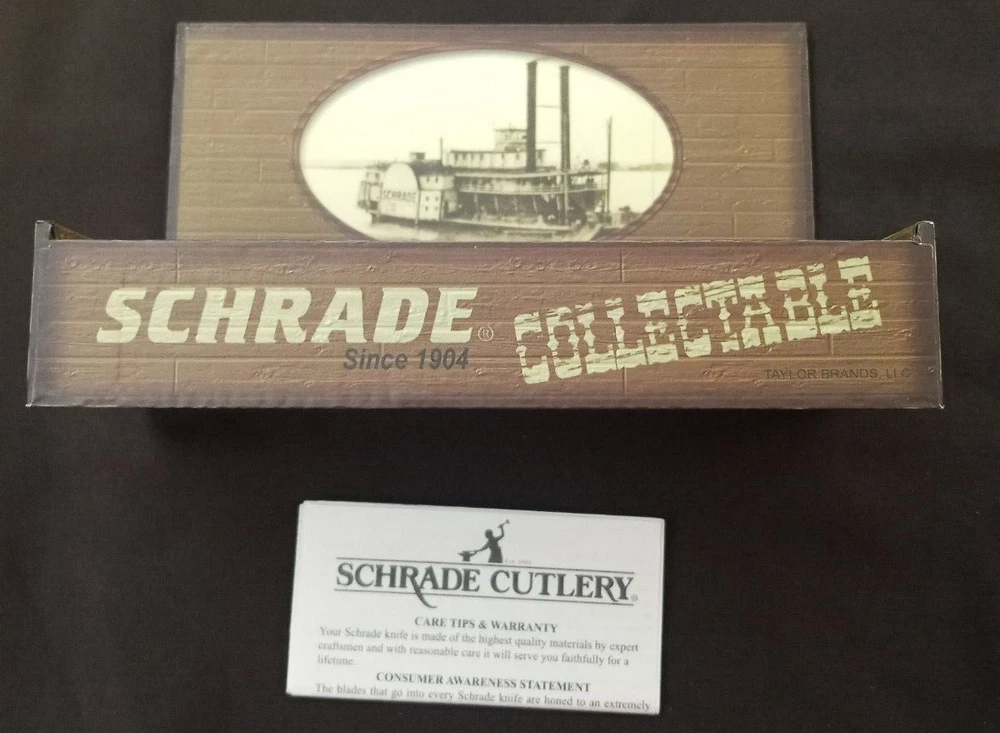 SCHRADE
SCHRADE®
Since 1904
COLLECTABLE
TAYLOR BRANDS, LLC
SCHRADE CUTLERY®
CARE TIPS & WARRANTY
Your Schrade knife is made of the highest quality materials by expert
craftsmen and with reasonable care it will serve you faithfully for a
lifetime.
CONSUMER AWARENESS STATEMENT
The blades that go into every Schrade knife are honed to an extremely